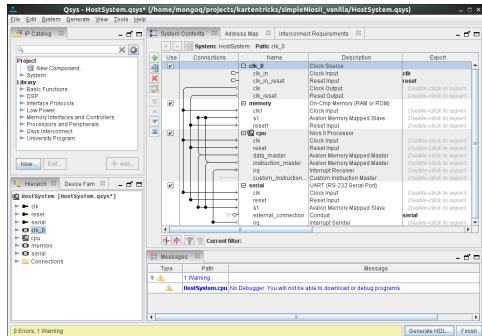 Qsys - HostSystem.qsys* (/home/mongoq/projects/kartentricks/simpleNiosII_vanilla/HostSystem.qsys)
File Edit System Generate View Tools Help
IP Catalog
Project
New Component...
System
Library
Basic Functions
DSP
Interface Protocols
Low Power
Memory Interfaces and Controllers
Processors and Peripherals
Qsys Interconnect
University Program
New... Edit... Add...
Hierarch Device Fam
HostSystem [HostSystem.qsys*]
clk
reset
serial
clk_0
cpu
memory
serial
Connections
System Contents Address Map Interconnect Requirements
System: HostSystem Path: clk_0
Use Connections Name Description Export
clk_0 Clock Source
clk_in Clock Input clk
clk_in_reset Reset Input reset
clk Clock Output Double-click to export
clk_reset Reset Output Double-click to export
memory On-Chip Memory (RAM or ROM)
clk1 Clock Input Double-click to export
s1 Avalon Memory Mapped Slave Double-click to export
reset1 Reset Input Double-click to export
cpu Nios II Processor
clk Clock Input Double-click to export
reset Reset Input Double-click to export
data_master Avalon Memory Mapped Master Double-click to export
instruction_master Avalon Memory Mapped Master Double-click to export
irq Interrupt Receiver Double-click to export
custom_instruction... Custom Instruction Master Double-click to export
serial UART (RS-232 Serial Port)
clk Clock Input Double-click to export
reset Reset Input Double-click to export
s1 Avalon Memory Mapped Slave Double-click to export
external_connection Conduit serial
irq Interrupt Sender Double-click to export
Current filter:
Messages
Type Path Message
1 Warning
HostSystem.cpu No Debugger. You will not be able to download or debug programs
0 Errors, 1 Warning
Generate HDL... Finish